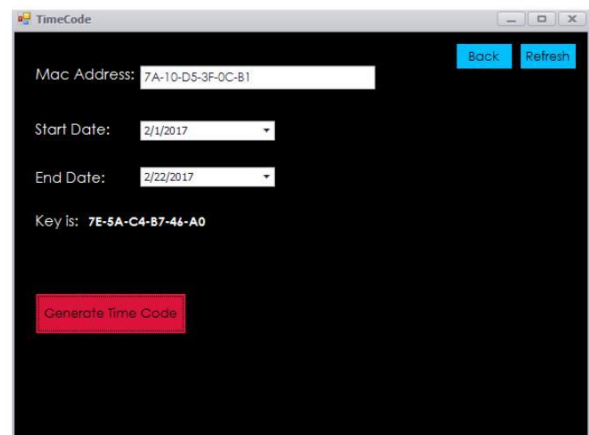 TimeCode
Back Refresh
Mac Address: 7A-10-D5-3F-0C-B1
Start Date: 2/1/2017
End Date: 2/22/2017
Key is: 7E-5A-C4-B7-46-A0
Generate Time Code